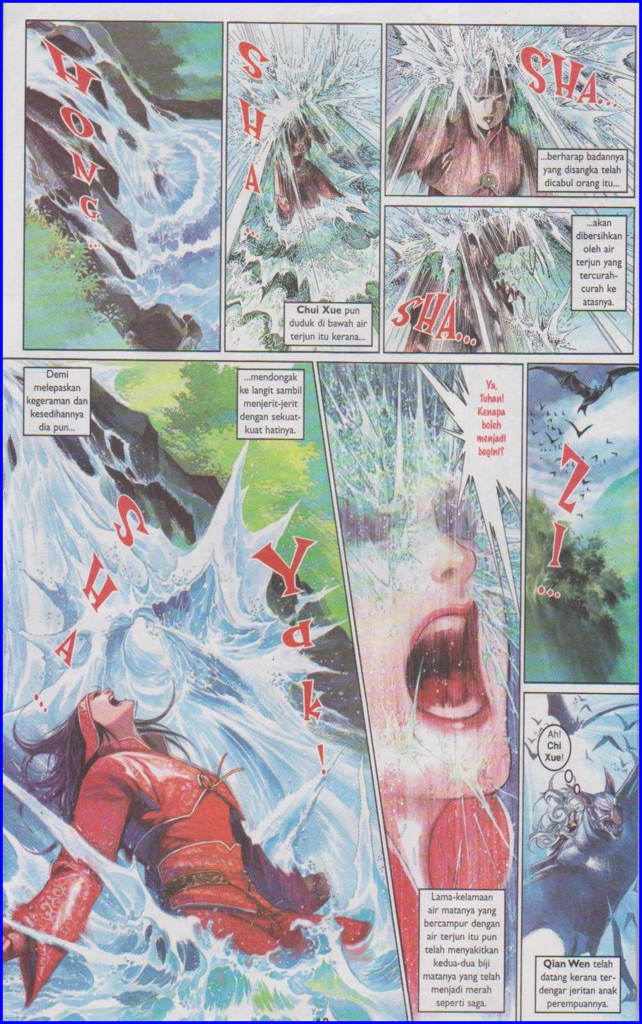 HONG...
SHA...
Chui Xue pun
duduk di bawah air
terjun itu kerana...
SHA...
...berharap badannya
yang disangka telah
dicabul orang itu...
SHA...
...akan
dibersihkan
oleh air
terjun yang
tercurah-
curah ke
atasnya.
Demi
melepaskan
kegeraman dan
kesedihannya
dia pun...
...mendongak
ke langit sambil
menjerit-jerit
dengan sekuat-
kuat hatinya.
SHA...
Yak!
Ya,
Tuhan!
Kenapa
boleh
menjadi
begini?
Lama-kelamaan
air matanya yang
bercampur dengan
air terjun itu pun
telah menyakitkan
kedua-dua biji
matanya yang telah
menjadi merah
seperti saga.
ZI...
Ah!
Chi
Xue!
Qian Wen telah
datang kerana ter-
dengar jeritan anak
perempuannya.